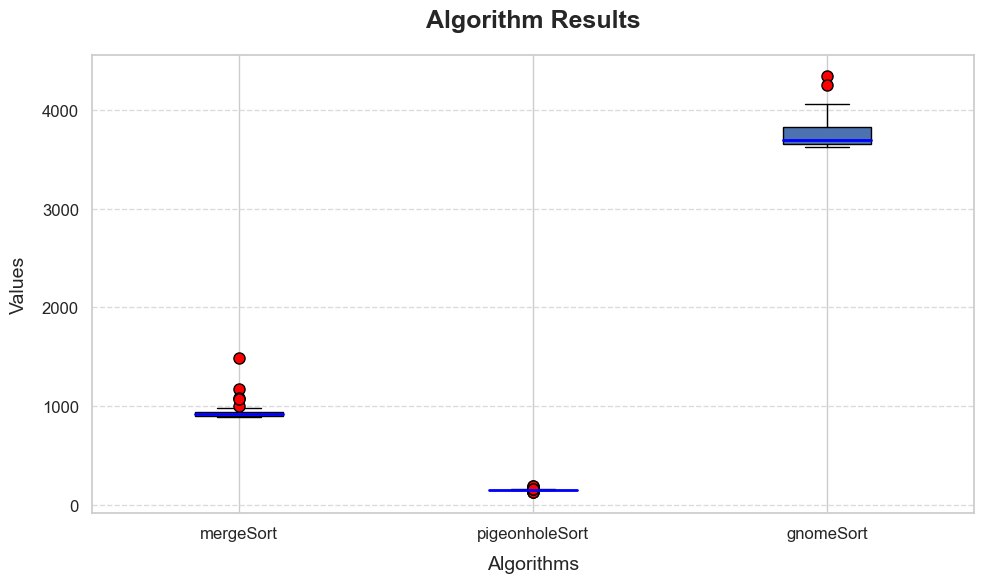 Algorithm Results
Values
4000
3000
2000
1000
0
mergeSort
pigeonholeSort
gnomeSort
Algorithms